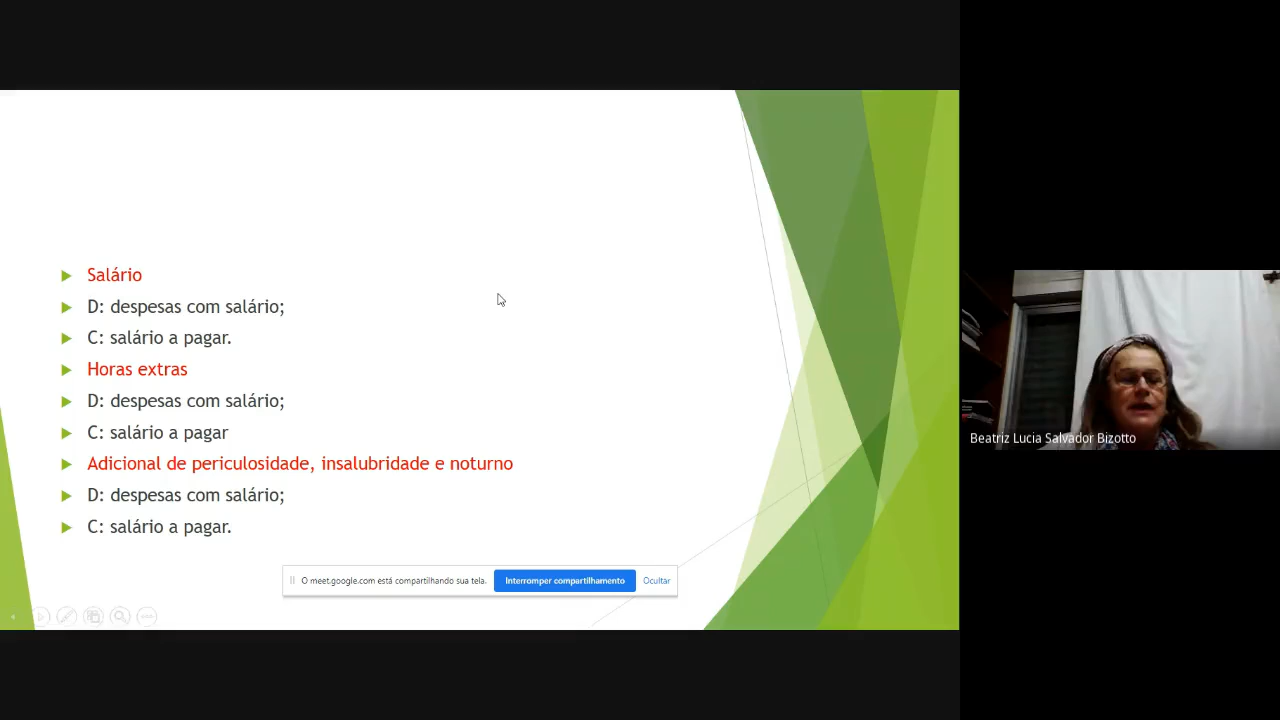 Salário
D: despesas com salário;
C: salário a pagar.
Horas extras
D: despesas com salário;
C: salário a pagar
Adicional de periculosidade, insalubridade e noturno
D: despesas com salário;
C: salário a pagar.
O meet.google.com está compartilhando sua tela. Interromper compartilhamento Ocultar
Beatriz Lucia Salvador Bizotto